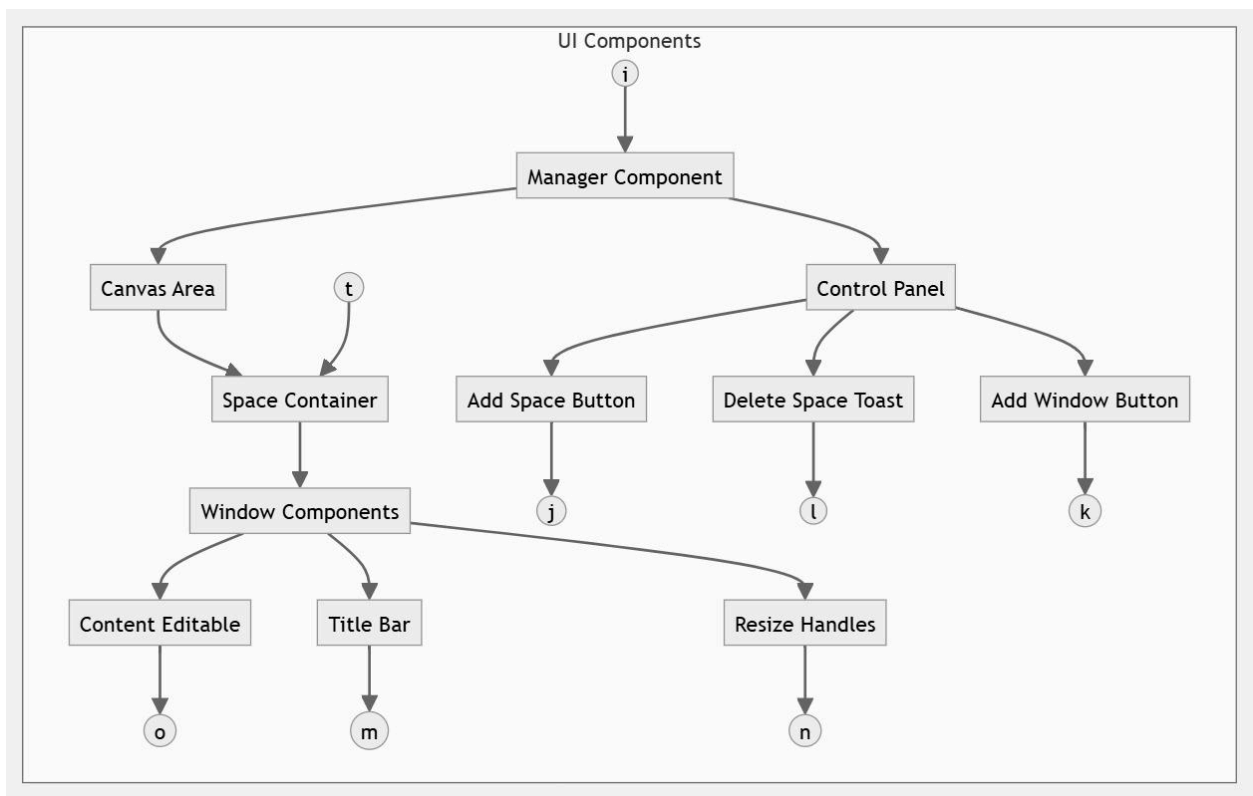 UI Components
i
Manager Component
Canvas Area
t
Control Panel
Space Container
Add Space Button
Delete Space Toast
Add Window Button
Window Components
j
l
k
Content Editable
Title Bar
Resize Handles
o
m
n